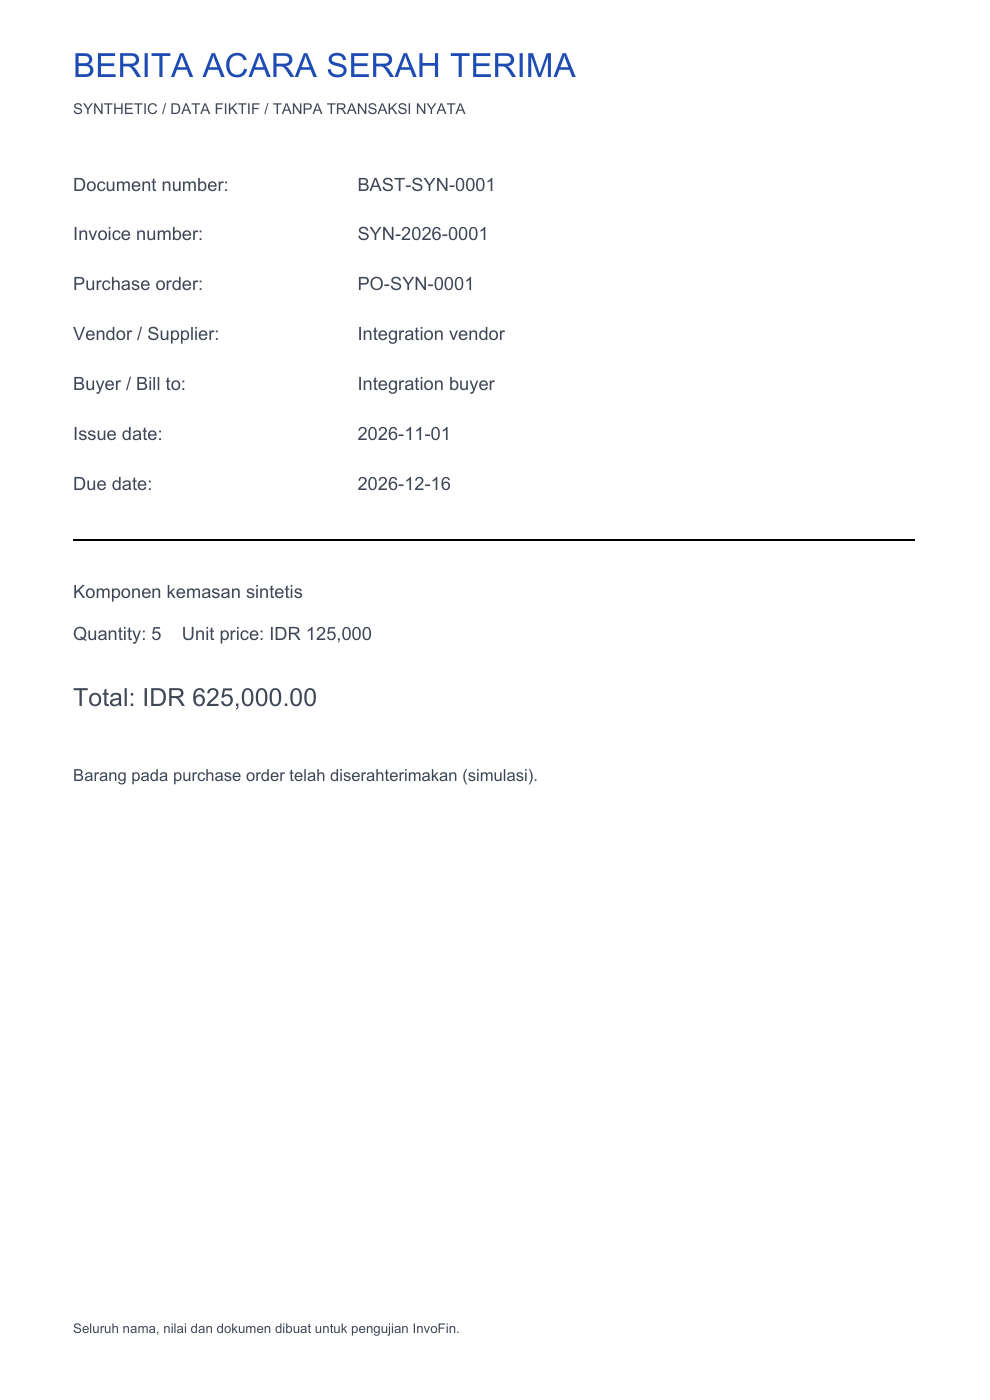 BERITA ACARA SERAH TERIMA
SYNTHETIC / DATA FIKTIF / TANPA TRANSAKSI NYATA
Document number: BAST-SYN-0001
Invoice number: SYN-2026-0001
Purchase order: PO-SYN-0001
Vendor / Supplier: Integration vendor
Buyer / Bill to: Integration buyer
Issue date: 2026-11-01
Due date: 2026-12-16
Komponen kemasan sintetis
Quantity: 5 Unit price: IDR 125,000
Total: IDR 625,000.00
Barang pada purchase order telah diserahterimakan (simulasi).
Seluruh nama, nilai dan dokumen dibuat untuk pengujian InvoFin.